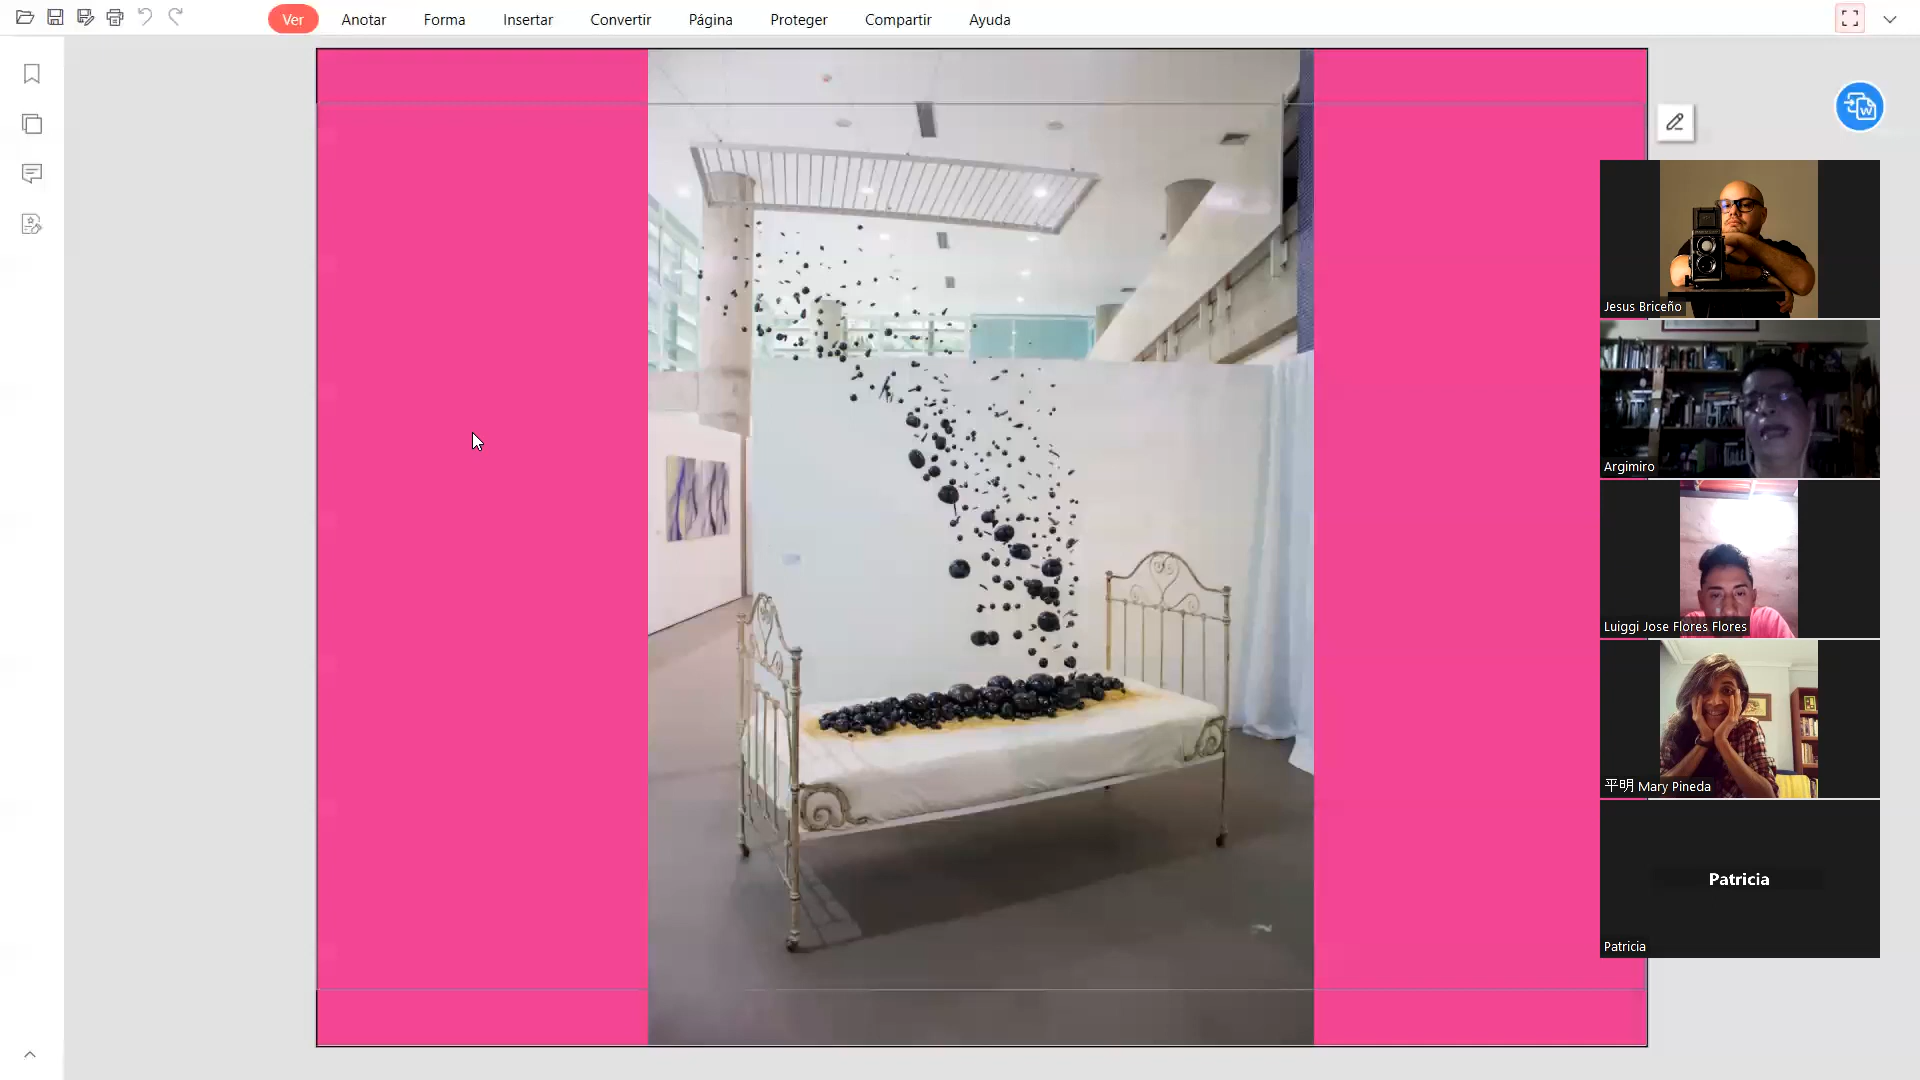 Ver Anotar Forma Insertar Convertir Página Proteger Compartir Ayuda
Jesus Briceño
Argimiro
Luiggi Jose Flores Flores
平明 Mary Pineda
Patricia
Patricia